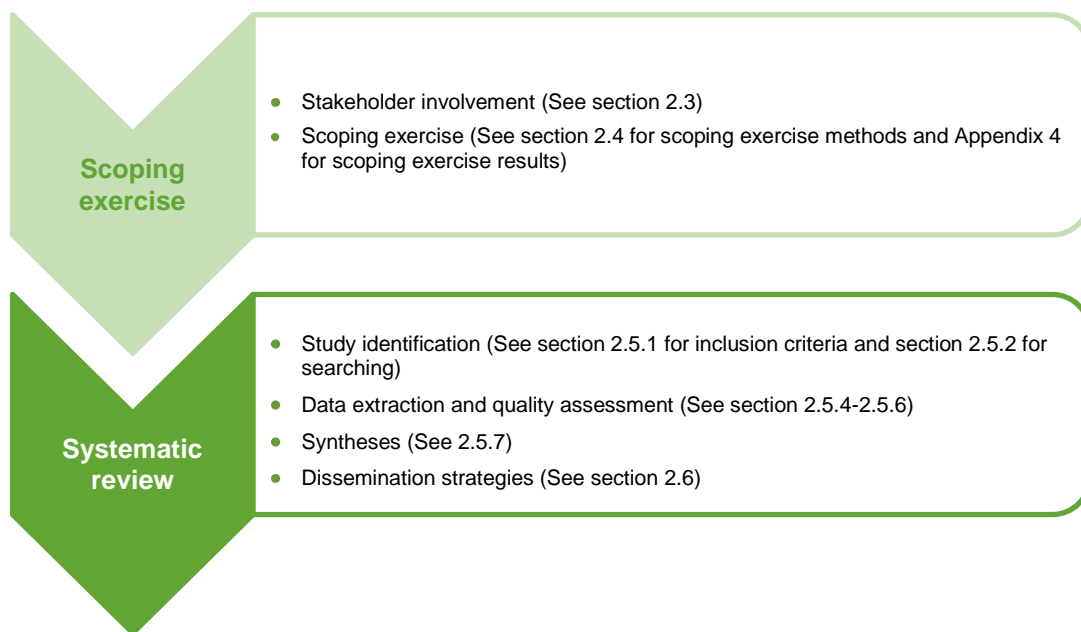 Scoping
exercise
• Stakeholder involvement (See section 2.3)
• Scoping exercise (See section 2.4 for scoping exercise methods and Appendix 4
for scoping exercise results)
Systematic
review
• Study identification (See section 2.5.1 for inclusion criteria and section 2.5.2 for
searching)
• Data extraction and quality assessment (See section 2.5.4-2.5.6)
• Syntheses (See 2.5.7)
• Dissemination strategies (See section 2.6)